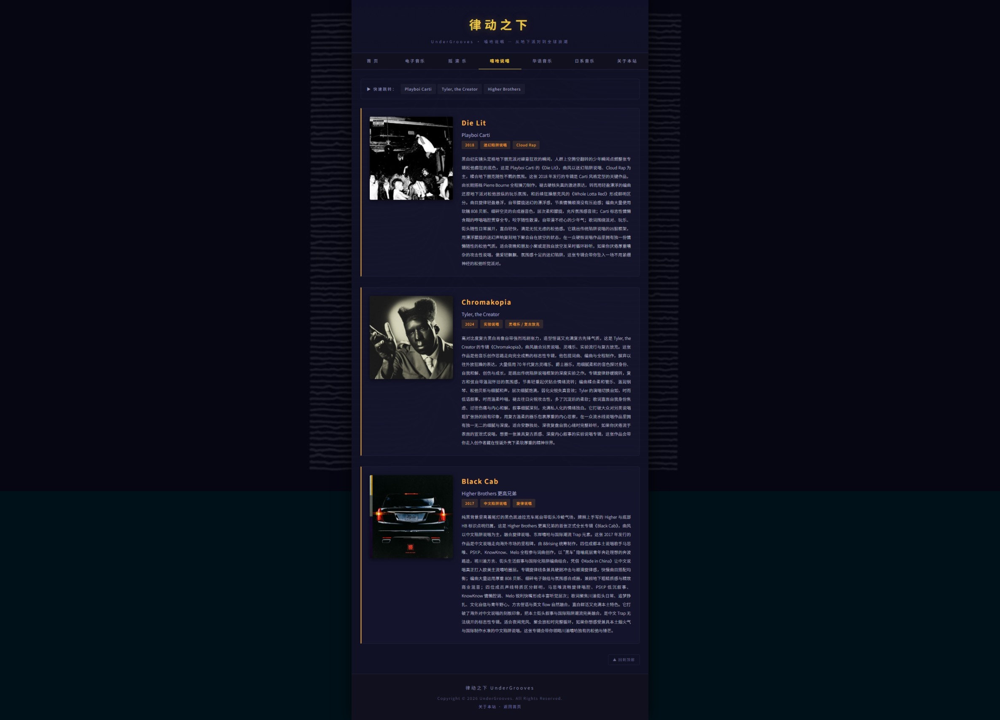 律动之下
UnderGrooves · 嘻哈说唱 — 从地下派对到全球浪潮
首 页 电子音乐 摇 滚 乐 嘻哈说唱 华语音乐 日系音乐 关于本站
▶ 快速跳转： Playboi Carti Tyler, the Creator Higher Brothers
Die Lit
Playboi Carti
2018 迷幻陷阱说唱 Cloud Rap
黑白纪实镜头定格地下朋克派对肆意狂欢的瞬间，人群上空腾空翻转的少年瞬间点燃整张专
辑松弛癫狂的底色，这是 Playboi Carti 的《Die Lit》，曲风以迷幻陷阱说唱、Cloud Rap 为
主，糅合地下朋克随性不羁的氛围。这张 2018 年发行的专辑是 Carti 风格定型的关键作品，
由长期搭档 Pierre Bourne 全程操刀制作，褪去硬核失真的激进表达，转而用轻盈漂浮的编曲
还原地下派对松弛放纵的玩乐氛围，和后续狂躁朋克风的《Whole Lotta Red》形成鲜明区
分。曲目旋律轻盈悬浮，自带朦胧迷幻的漂浮感，节奏慵懒顺滑没有压迫感；编曲大量使用
软糯 808 贝斯、细碎空灵的合成器音色，层次柔和朦胧，充斥氛围感音效；Carti 标志性慵懒
含糊的哼唱唱腔贯穿全专，咬字随性散漫，自带漫不经心的少年气；歌词围绕派对、玩乐、
街头随性日常展开，直白轻快，满是无忧无虑的松弛感。它跳出传统陷阱说唱的凶狠框架，
用漂浮朦胧的迷幻声响复刻地下聚会自在放空的状态，在一众硬核说唱作品里拥有独一份慵
懒随性的松弛气质。适合夜晚和朋友小聚或是独自放空发呆时循环聆听，如果你厌倦厚重嘈
杂的攻击性说唱，偏爱轻飘飘、氛围感十足的迷幻陷阱，这张专辑会带你坠入一场不用紧绷
神经的松弛听觉派对。
Chromakopia
Tyler, the Creator
2024 实验说唱 灵魂乐 / 复古放克
高对比度复古黑白肖像自带强烈戏剧张力，造型怪诞又充满复古先锋气质，这是 Tyler, the
Creator 的专辑《Chromakopia》，曲风融合另类说唱、灵魂乐、实验流行与复古放克。这张
作品是他音乐创作思路走向完全成熟的标志性专辑，他包揽词曲、编曲与全程制作，摒弃以
往外放狂躁的表达，大量借用 70 年代复古灵魂乐、爵士器乐，用细腻柔和的音色探讨身份、
自我和解、创伤与成长，是跳出传统陷阱说唱框架的深度实验之作。专辑旋律舒缓婉转，复
古和弦自带温润怀旧的氛围感，节奏轻重起伏贴合情绪流转；编曲糅合柔和管乐、温润钢
琴、松弛贝斯与细腻和声，层次细腻饱满，弱化尖锐失真音效；Tyler 的演唱切换自如，时而
低语叙事，时而温柔吟唱，褪去往日尖锐攻击性，多了沉淀后的柔软；歌词直面自我身份焦
虑、过往伤痛与内心和解，叙事细腻深刻，充满私人化的情绪独白。它打破大众对另类说唱
粗犷张扬的固有印象，用复古温柔的器乐包裹厚重的内心思索，在一众流水线说唱作品里拥
有独一无二的细腻与深度。适合安静独处、深夜复盘自我心绪时完整聆听，如果你厌倦流于
表面的宣泄式说唱，想要一张兼具复古质感、深度内心叙事的实验说唱专辑，这张作品会带
你走入创作者藏在怪诞外壳下柔软厚重的精神世界。
Black Cab
Higher Brothers 更高兄弟
2017 中文陷阱说唱 旋律说唱
纯黑背景里亮着尾灯的黑色凯迪拉克车尾自带街头冷峻气场，牌照上手写的 Higher 与底部
HB 标识点明归属，这是 Higher Brothers 更高兄弟的首张正式全长专辑《Black Cab》，曲风
以中文陷阱说唱为主，融合旋律说唱、东岸嘻哈与国际潮流 Trap 元素。这张 2017 年发行的
作品是中文说唱走向海外市场的里程碑，由 88rising 统筹制作，四位成都本土说唱歌手马思
唯、PSY.P、KnowKnow、Melo 全程参与词曲创作，以 "黑车" 隐喻底层青年奔赴理想的奔波
路途，将川渝方言、街头生活叙事与国际化陷阱编曲结合，凭借《Made in China》让中文说
唱真正打入欧美主流嘻哈圈层。专辑旋律线条兼具硬朗冲击与顺滑旋律感，快慢曲目搭配均
衡；编曲大量运用厚重 808 贝斯、细碎电子鼓组与氛围感合成器，兼顾地下粗糙质感与精致
商业混音；四位成员声线特质区分鲜明，马思唯流畅旋律唱腔、PSY.P 低沉叙事、
KnowKnow 慵懒腔调、Melo 锐利快嘴形成丰富听觉层次；歌词聚焦川渝街头日常、追梦挣
扎、文化自信与青年野心，方言俚语与英文 flow 自然融合，直白鲜活又充满本土特色。它打
破了海外对中文说唱的刻板印象，把本土街头叙事与国际陷阱潮流完美融合，是中文 Trap 无
法绕开的标志性专辑。适合夜间兜风、聚会放松时完整循环，如果你想感受兼具本土烟火气
与国际制作水准的中文陷阱说唱，这张专辑会带你领略川渝嘻哈独有的松弛与锋芒。
HB
▲ 回到顶部
律动之下 UnderGrooves
Copyright © 2026 UnderGrooves. All Rights Reserved.
关于本站 · 返回首页